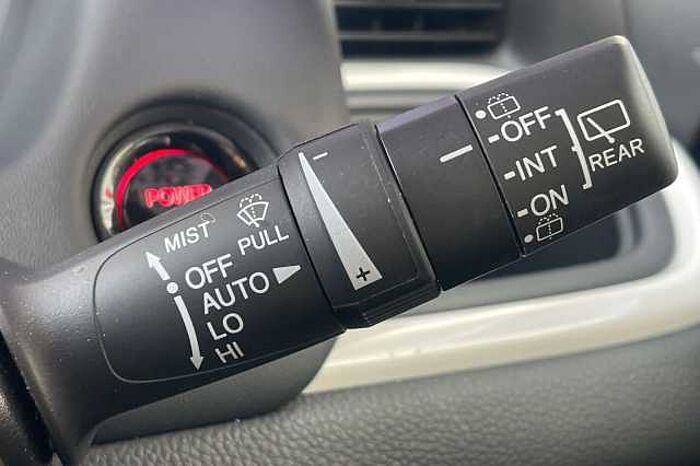 POWER
MIST
PULL
OFF
AUTO
LO
HI
- 
+
OFF
INT
ON
REAR